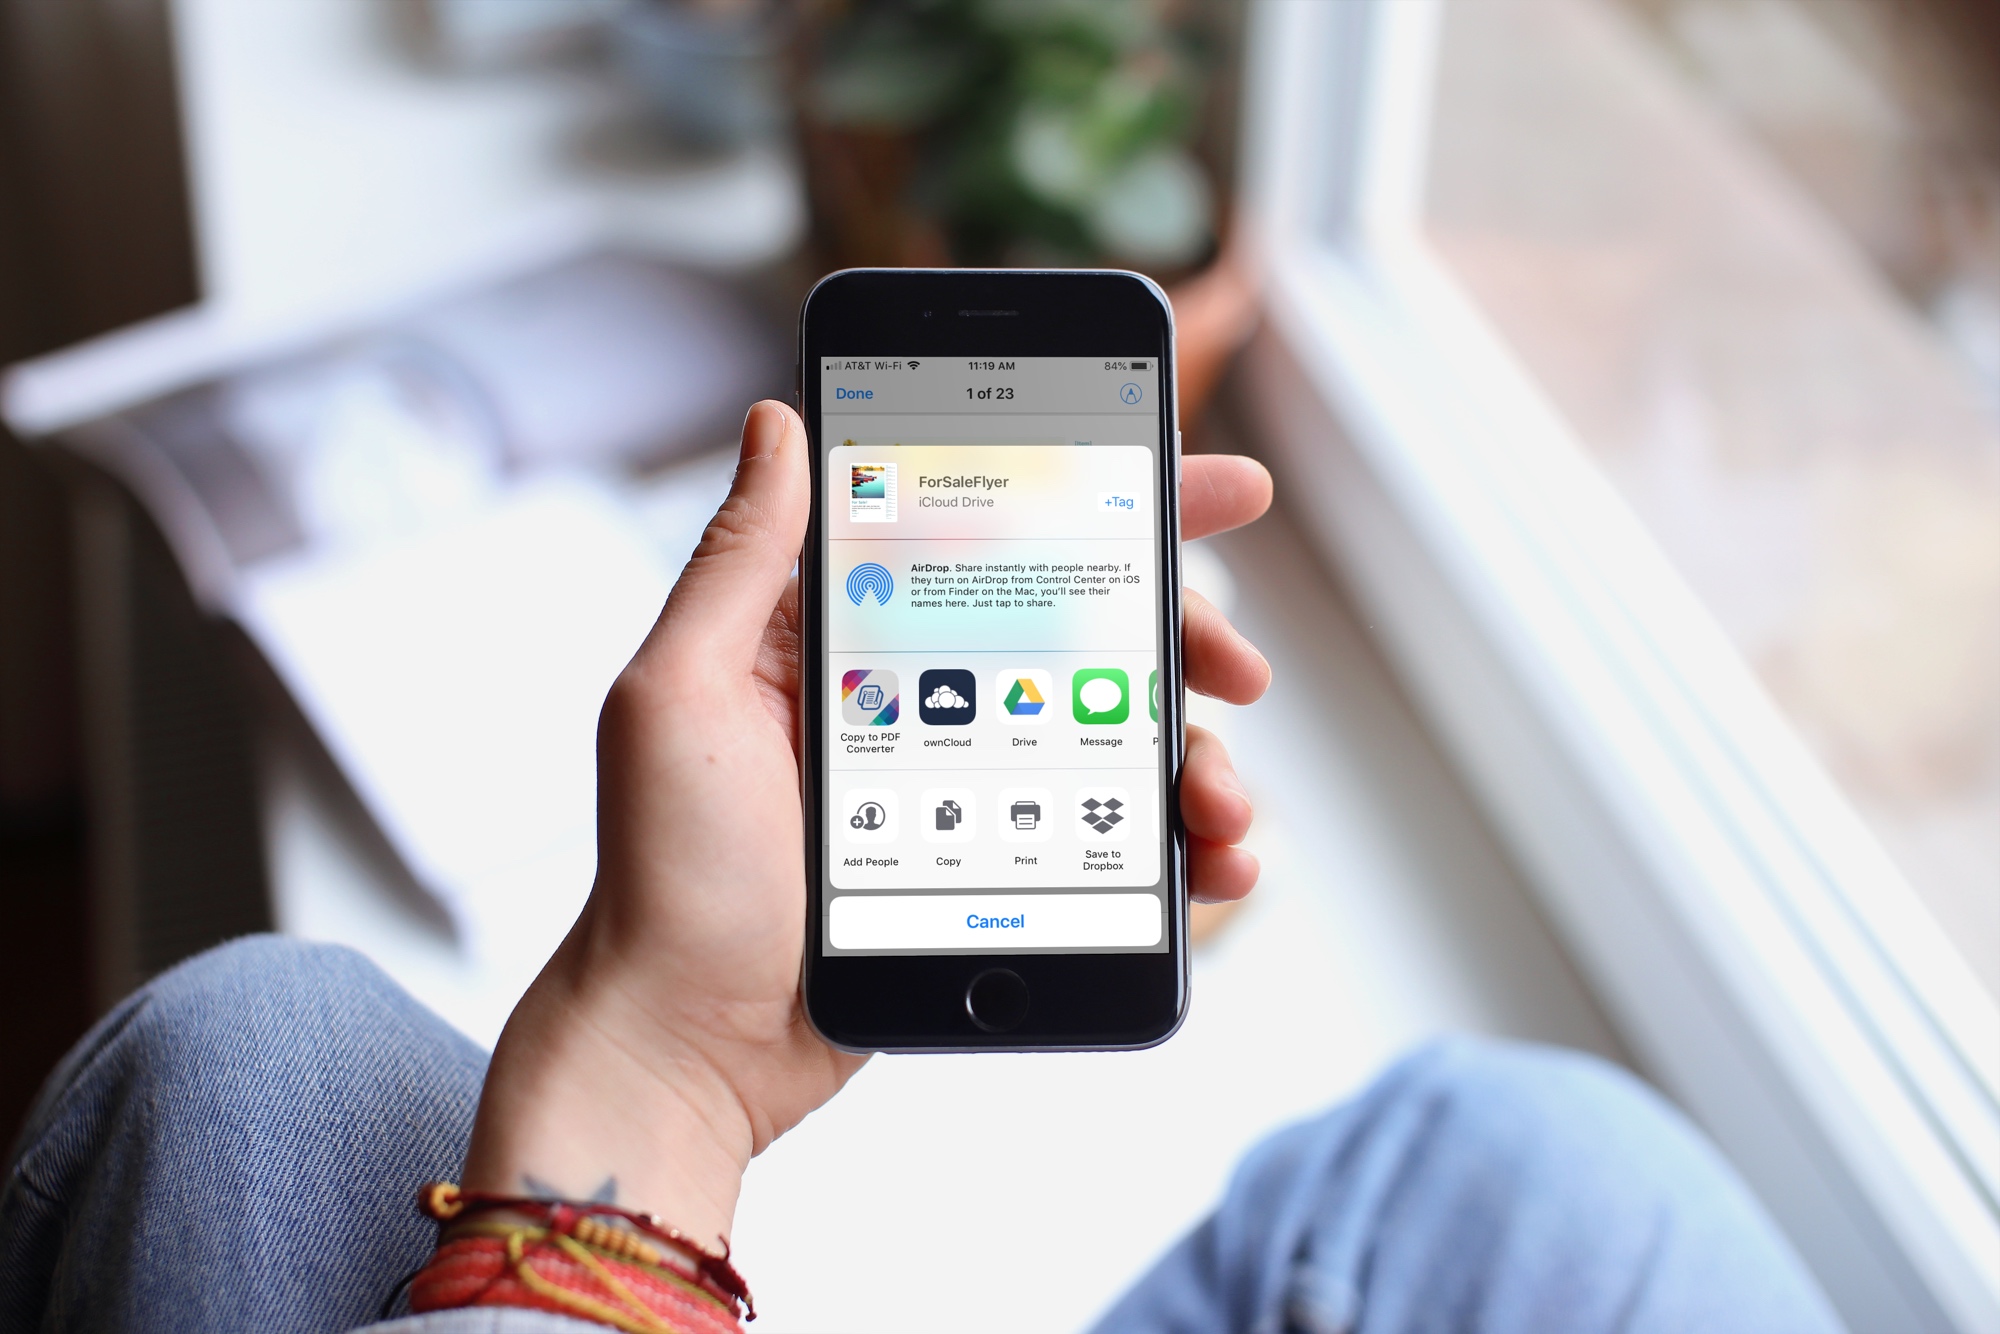 AT&T Wi-Fi 11:19 AM 84%
Done 1 of 23
ForSaleFlyer
iCloud Drive
+Tag
AirDrop. Share instantly with people nearby. If
they turn on AirDrop from Control Center on iOS
or from Finder on the Mac, you'll see their
names here. Just tap to share.
Copy to PDF
Converter
ownCloud
Drive
Message
P
Add People
Copy
Print
Save to
Dropbox
Cancel